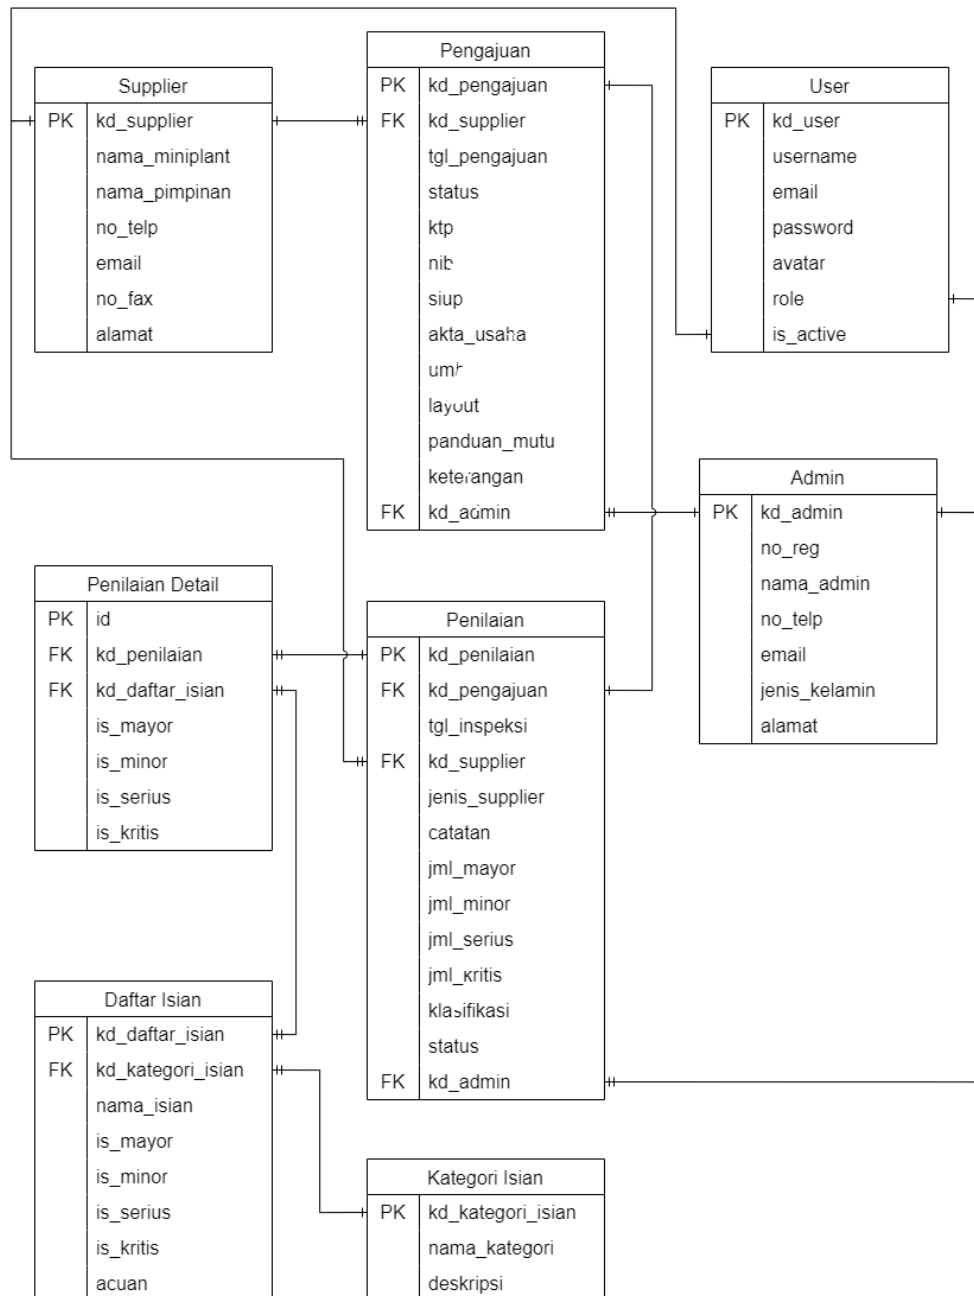 Supplier
PK kd_supplier
nama_miniplant
nama_pimpinan
no_telp
email
no_fax
alamat
Pengajuan
PK kd_pengajuan
FK kd_supplier
tgl_pengajuan
status
ktp
nib
siup
akta_usaha
umh
layout
panduan_mutu
keterangan
FK kd_admin
User
PK kd_user
username
email
password
avatar
role
is_active
Admin
PK kd_admin
no_reg
nama_admin
no_telp
email
jenis_kelamin
alamat
Penilaian Detail
PK id
FK kd_penilaian
FK kd_daftar_isian
is_mayor
is_minor
is_serius
is_kritis
Penilaian
PK kd_penilaian
FK kd_pengajuan
tgl_inspeksi
FK kd_supplier
jenis_supplier
catatan
jml_mayor
jml_minor
jml_serius
jml_kritis
klasifikasi
status
FK kd_admin
Daftar Isian
PK kd_daftar_isian
FK kd_kategori_isian
nama_isian
is_mayor
is_minor
is_serius
is_kritis
acuan
Kategori Isian
PK kd_kategori_isian
nama_kategori
deskripsi